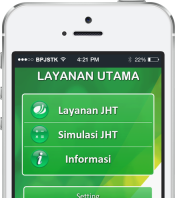 BPJSTK 4:21 PM 22%
LAYANAN UTAMA
Layanan JHT
Simulasi JHT
i Informasi
Setting